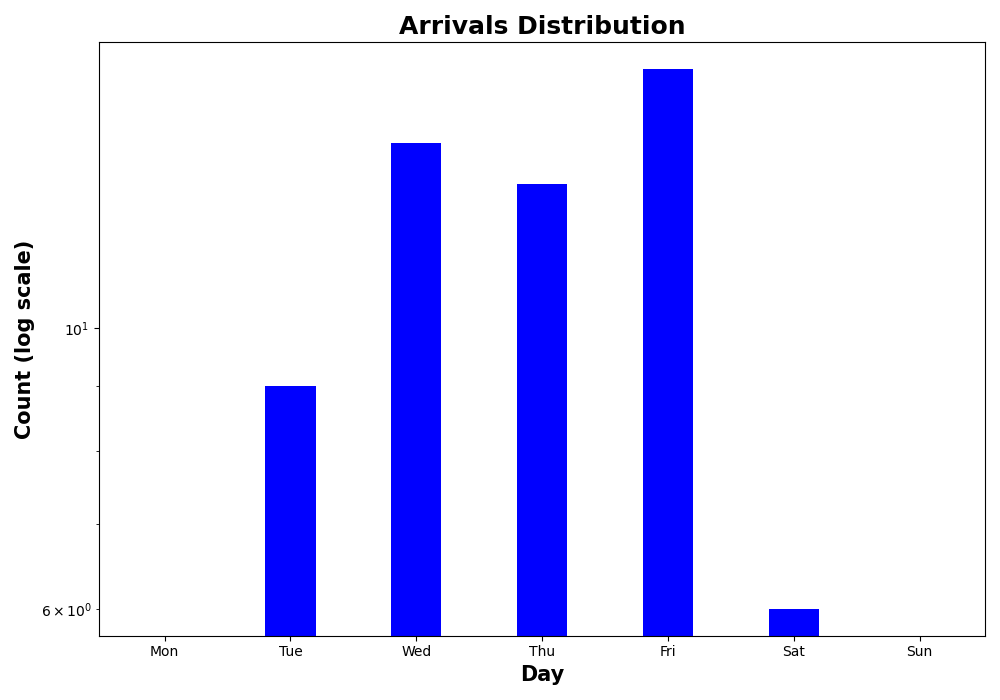 Arrivals Distribution
Count (log scale)
10¹
6 × 10⁰
Mon Tue Wed Thu Fri Sat Sun
Day